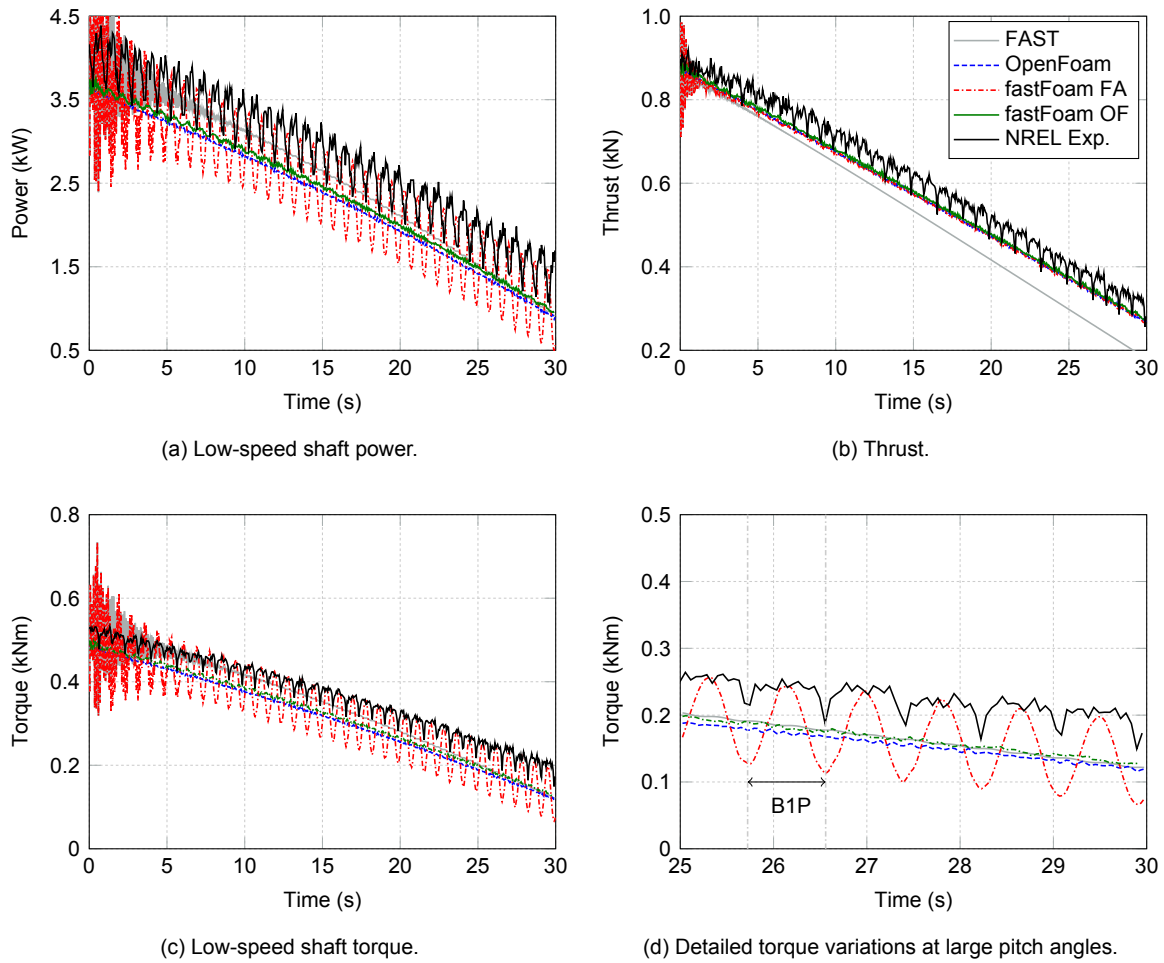 4.5
3.5
2.5
1.5
0.5
Power (kW)
0 5 10 15 20 25 30
Time (s)
(a) Low-speed shaft power.
1.0
0.8
0.6
0.4
0.2
Thrust (kN)
FAST
OpenFoam
fastFoam FA
fastFoam OF
NREL Exp.
0 5 10 15 20 25 30
Time (s)
(b) Thrust.
0.8
0.6
0.4
0.2
0
Torque (kNm)
0 5 10 15 20 25 30
Time (s)
(c) Low-speed shaft torque.
0.5
0.4
0.3
0.2
0.1
0
Torque (kNm)
B1P
25 26 27 28 29 30
Time (s)
(d) Detailed torque variations at large pitch angles.